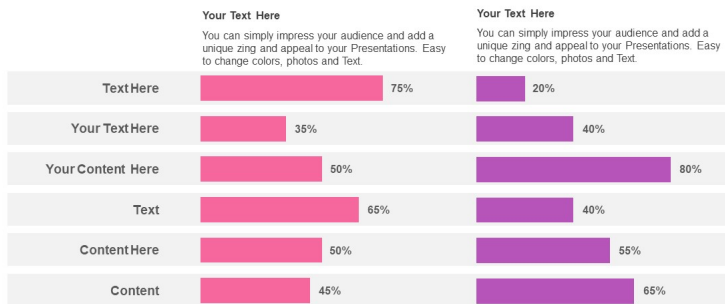 Your Text Here
You can simply impress your audience and add a
unique zing and appeal to your Presentations. Easy
to change colors, photos and Text.
Your Text Here
You can simply impress your audience and add a
unique zing and appeal to your Presentations. Easy
to change colors, photos and Text.
Text Here 75% 20%
Your Text Here 35% 40%
Your Content Here 50% 80%
Text 65% 40%
Content Here 50% 55%
Content 45% 65%